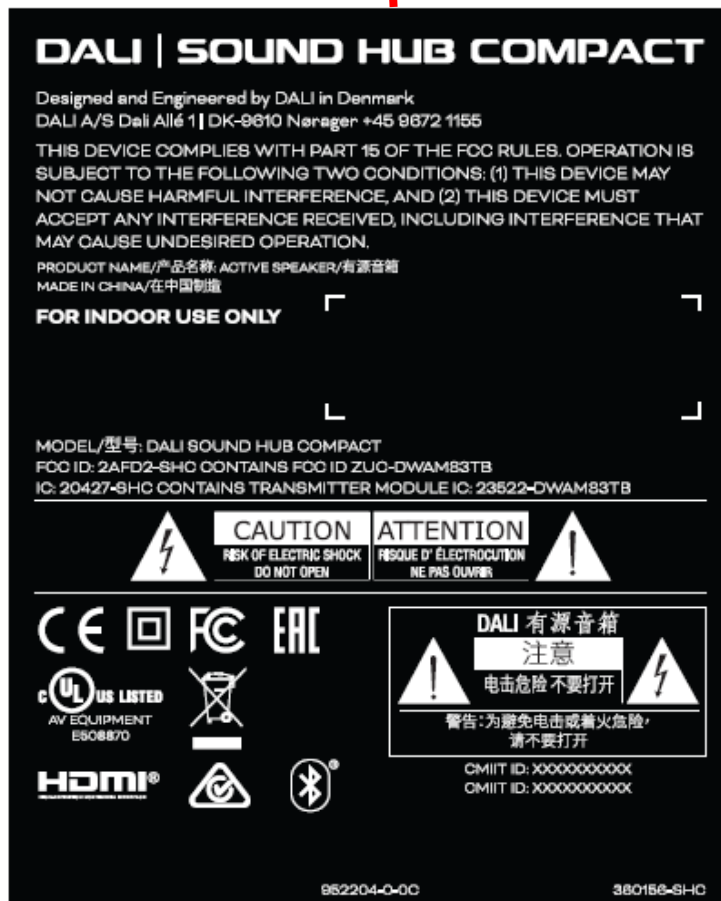 DALI | SOUND HUB COMPACT
Designed and Engineered by DALI in Denmark
DALI A/S Dali Allé 1 | DK-9610 Nørager +45 9672 1155
THIS DEVICE COMPLIES WITH PART 15 OF THE FCC RULES. OPERATION IS
SUBJECT TO THE FOLLOWING TWO CONDITIONS: (1) THIS DEVICE MAY
NOT CAUSE HARMFUL INTERFERENCE, AND (2) THIS DEVICE MUST
ACCEPT ANY INTERFERENCE RECEIVED, INCLUDING INTERFERENCE THAT
MAY CAUSE UNDESIRED OPERATION.
PRODUCT NAME/产品名称: ACTIVE SPEAKER/有源音箱
MADE IN CHINA/在中国制造
FOR INDOOR USE ONLY
MODEL/型号: DALI SOUND HUB COMPACT
FCC ID: 2AFD2-SHC CONTAINS FCC ID ZUC-DWAM83TB
IC: 20427-SHC CONTAINS TRANSMITTER MODULE IC: 23522-DWAM83TB
CAUTION
RISK OF ELECTRIC SHOCK
DO NOT OPEN
ATTENTION
RISQUE D' ÉLECTROCUTION
NE PAS OUVRIR
CE FC EAC
C UL US LISTED
AV EQUIPMENT
E508870
HDMI®
DALI 有源音箱
注意
电击危险 不要打开
警告:为避免电击或着火危险,
请不要打开
CMIIT ID: XXXXXXXXXX
CMIIT ID: XXXXXXXXXX
952204-0-0C
380156-SHC